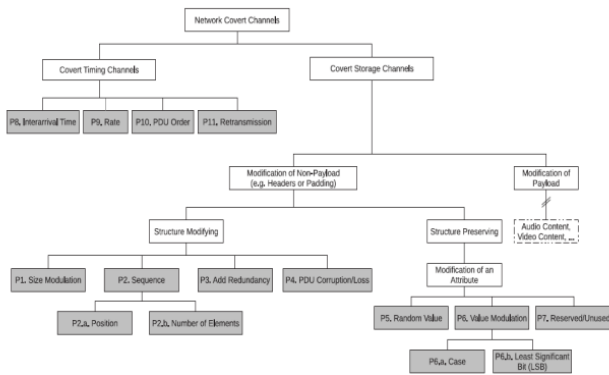 Network Covert Channels
Covert Timing Channels
Covert Storage Channels
P8. Interarrival Time
P9. Rate
P10. PDU Order
P11. Retransmission
Modification of Non-Payload
(e.g. Headers or Padding)
Modification of
Payload
Structure Modifying
Structure Preserving
Audio Content,
Video Content, ...
P1. Size Modulation
P2. Sequence
P3. Add Redundancy
P4. PDU Corruption/Loss
Modification of an
Attribute
P2.a. Position
P2.b. Number of Elements
P5. Random Value
P6. Value Modulation
P7. Reserved/Unused
P6.a. Case
P6.b. Least Significant
Bit (LSB)